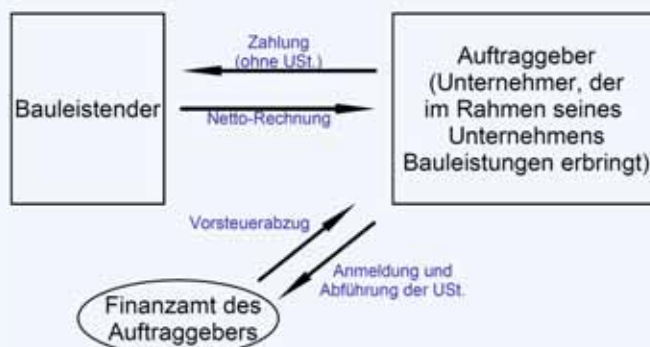 Zahlung
(ohne USt.)
Bauleistender
Netto-Rechnung
Auftraggeber
(Unternehmer, der
im Rahmen seines
Unternehmens
Bauleistungen erbringt)
Vorsteuerabzug
Anmeldung und
Abführung der USt.
Finanzamt des
Auftraggebers